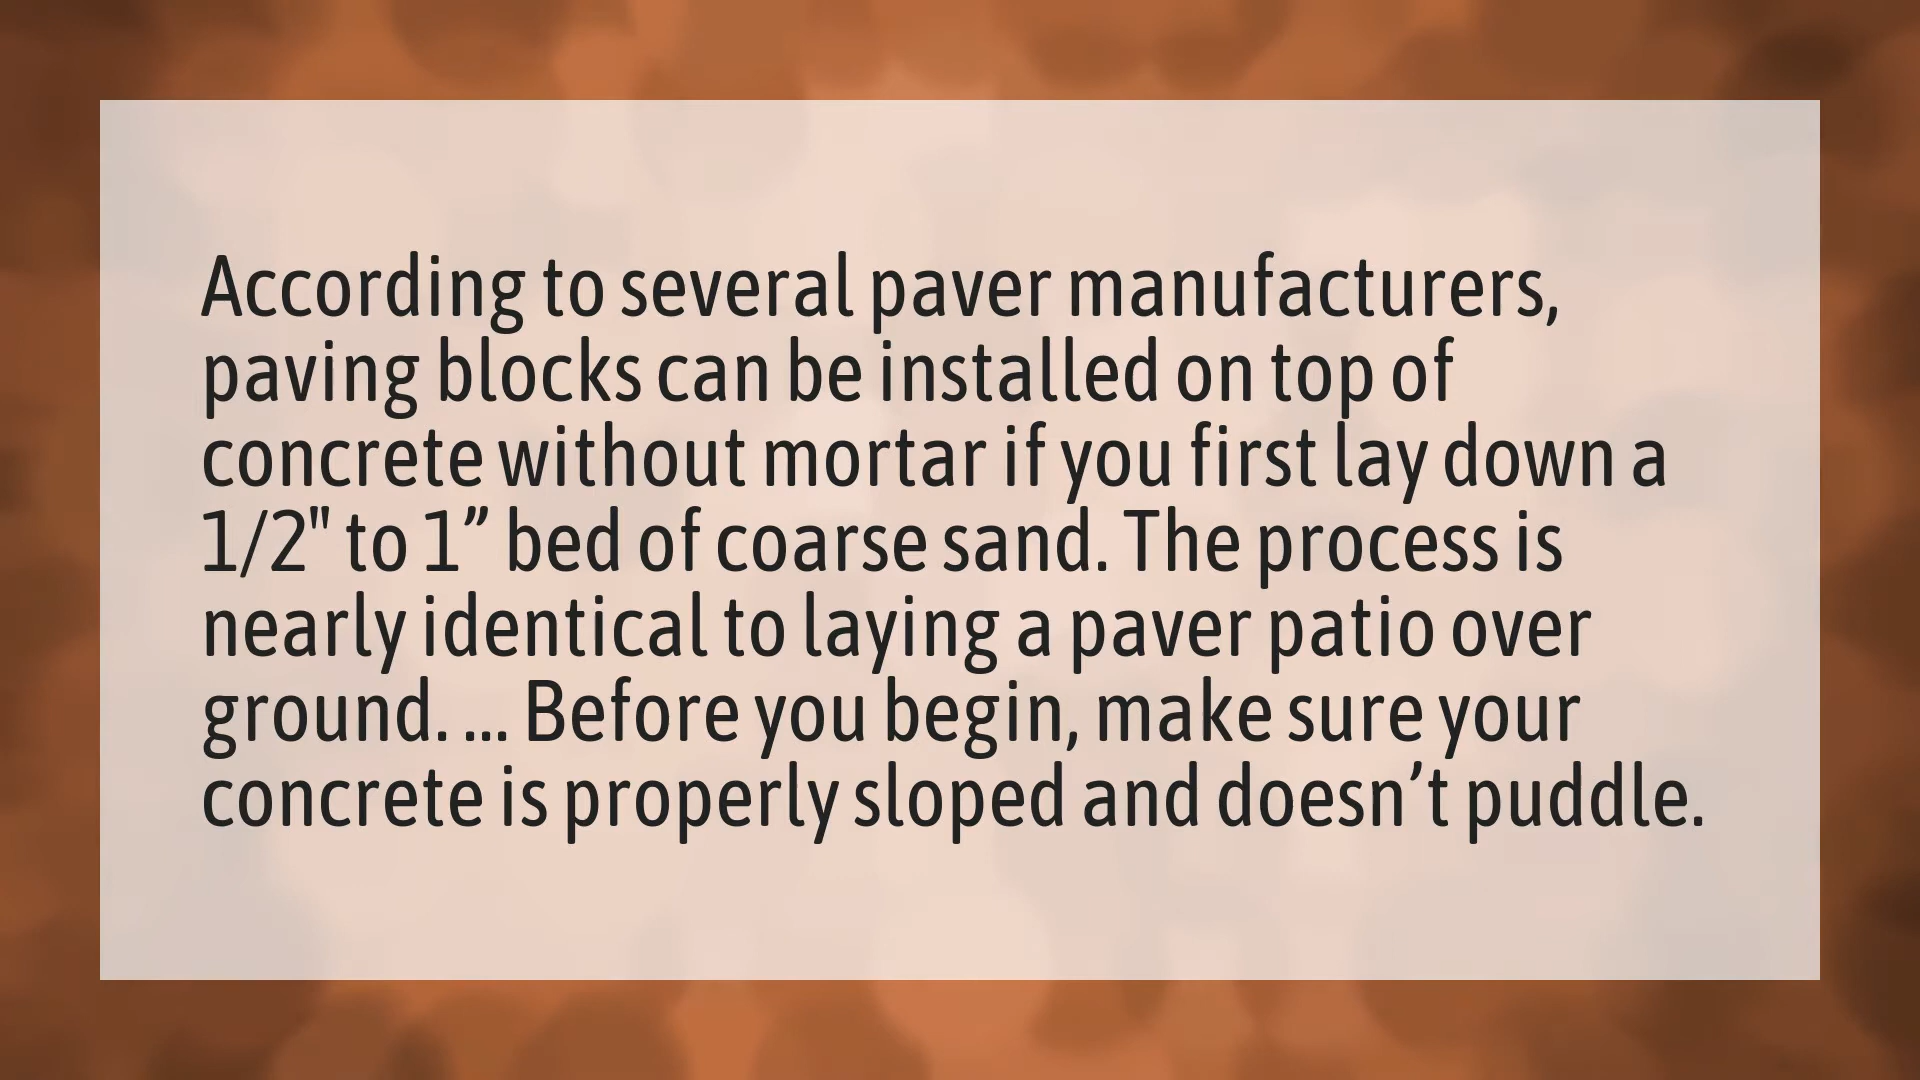 According to several paver manufacturers,
paving blocks can be installed on top of
concrete without mortar if you first lay down a
1/2" to 1” bed of coarse sand. The process is
nearly identical to laying a paver patio over
ground. ... Before you begin, make sure your
concrete is properly sloped and doesn’t puddle.